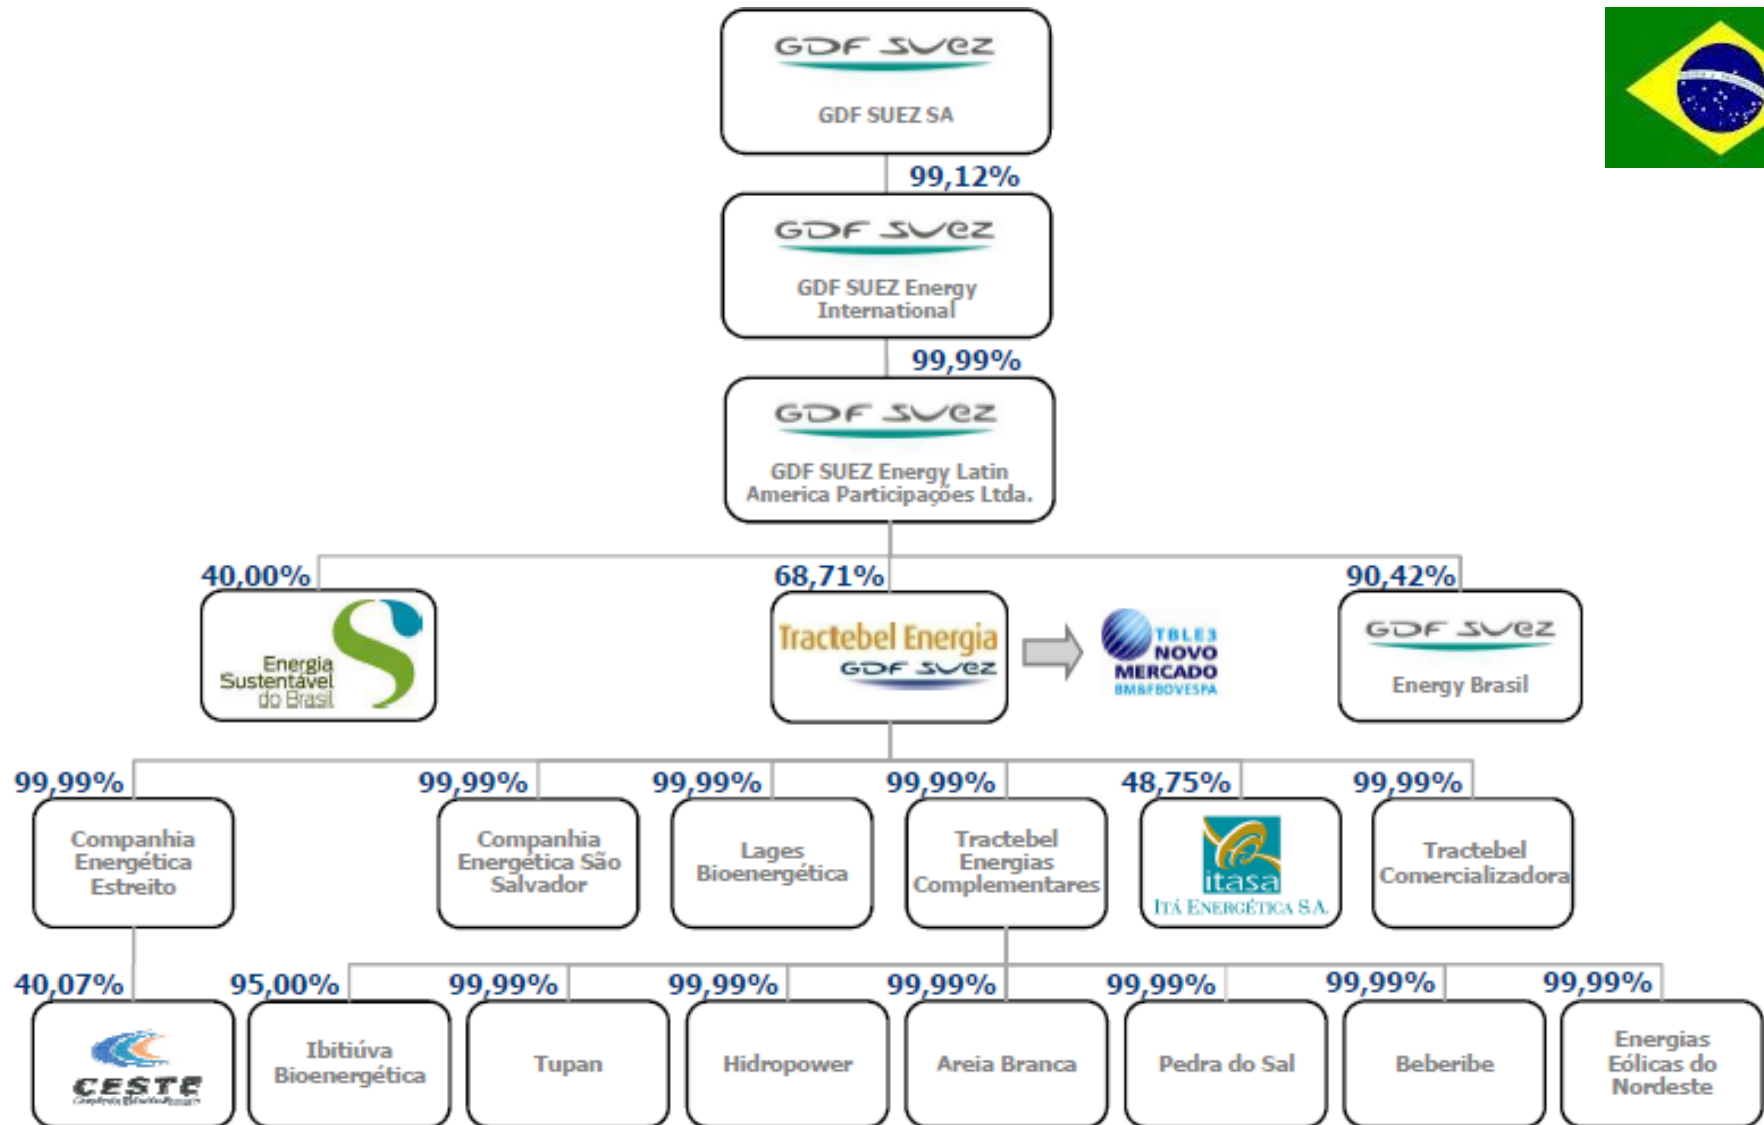 GDF SUEZ
GDF SUEZ SA
99,12%
GDF SUEZ
GDF SUEZ Energy
International
99,99%
GDF SUEZ
GDF SUEZ Energy Latin
America Participações Ltda.
40,00%
68,71%
90,42%
Energia
Sustentável
do Brasil
Tractebel Energia
GDF SUEZ
TBLE3
NOVO
MERCADO
BM&FBOVESPA
GDF SUEZ
Energy Brasil
99,99%
99,99%
99,99%
99,99%
48,75%
99,99%
Companhia
Energética
Estreito
Companhia
Energética São
Salvador
Lages
Bioenergética
Tractebel
Energias
Complementares
itasa
ITÁ ENERGÉTICA S.A.
Tractebel
Comercializadora
40,07%
95,00%
99,99%
99,99%
99,99%
99,99%
99,99%
99,99%
CESTE
Ibitiúva
Bioenergética
Tupan
Hidropower
Areia Branca
Pedra do Sal
Beberibe
Energias
Eólicas do
Nordeste